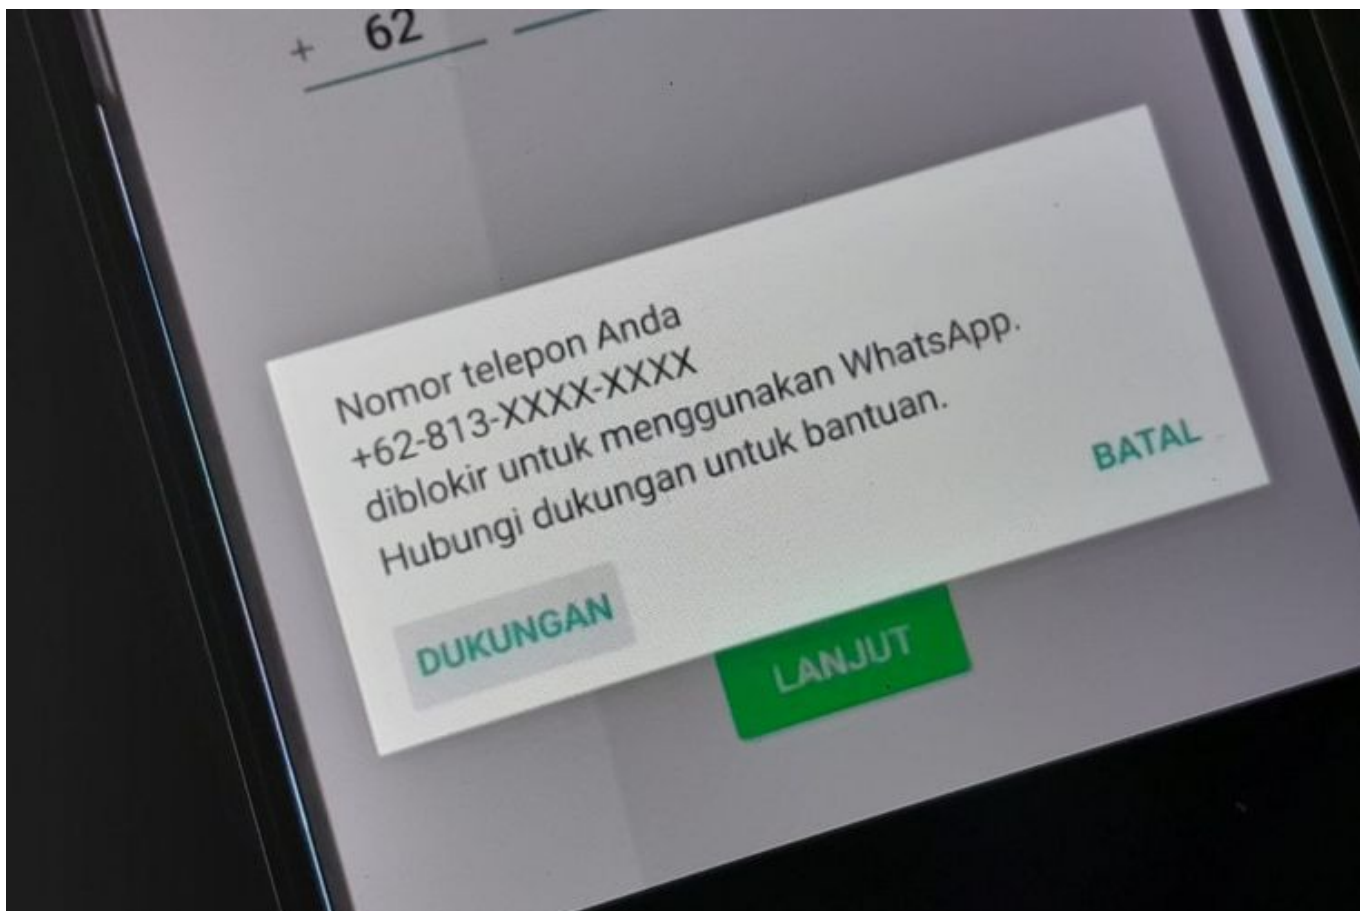 + 62
Nomor telepon Anda
+62-813-XXXX-XXXX
diblokir untuk menggunakan WhatsApp.
Hubungi dukungan untuk bantuan.
BATAL
DUKUNGAN
LANJUT